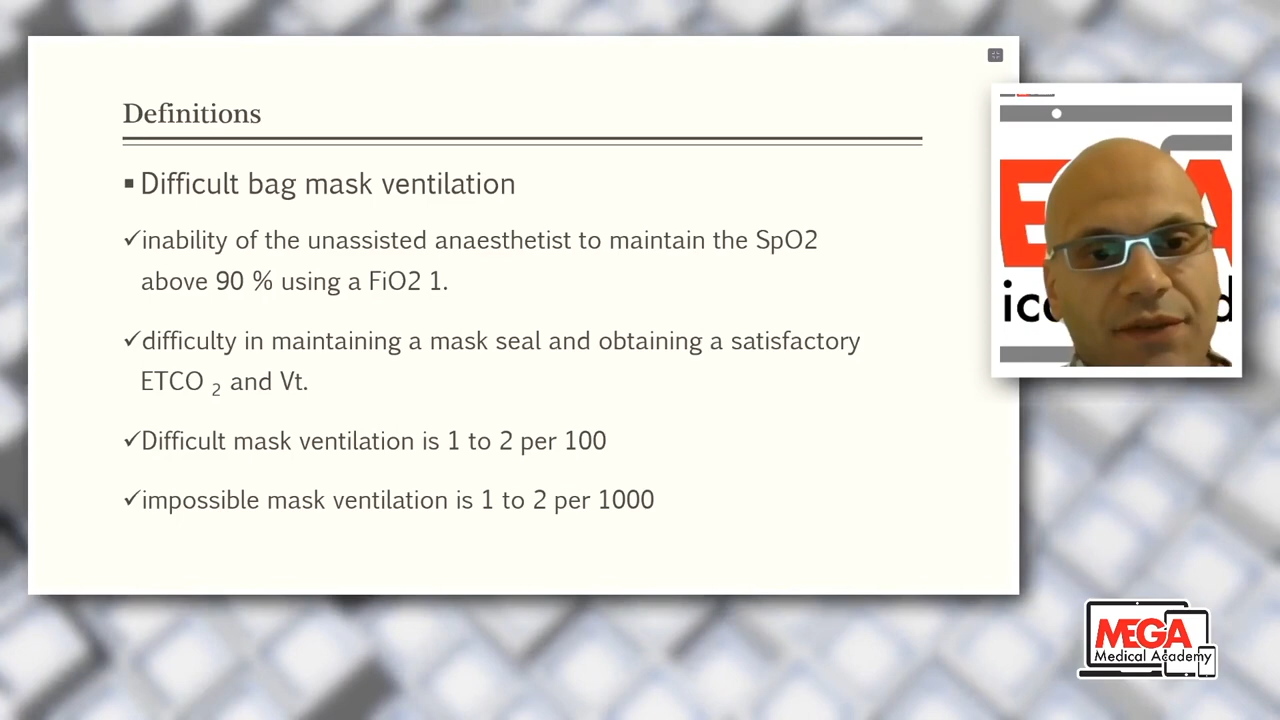 Definitions
▪ Difficult bag mask ventilation
✓inability of the unassisted anaesthetist to maintain the SpO2
above 90 % using a FiO2 1.
✓difficulty in maintaining a mask seal and obtaining a satisfactory
ETCO 2 and Vt.
✓Difficult mask ventilation is 1 to 2 per 100
✓impossible mask ventilation is 1 to 2 per 1000
MEGA
Medical Academy